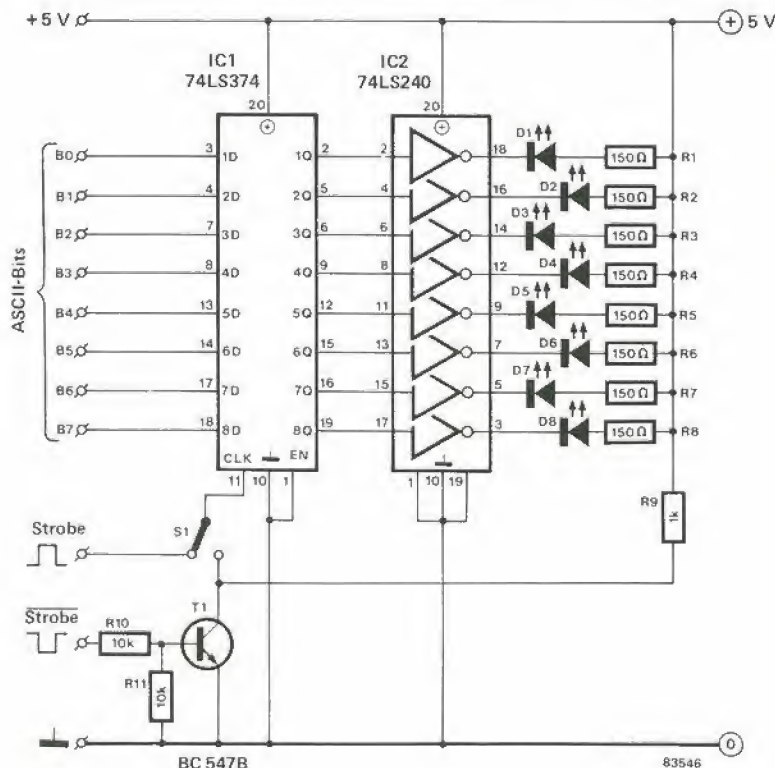 +5 V
+ 5 V
IC1
74LS374
IC2
74LS240
20
20
ASCII-Bits
B0 3 1D 1Q 2 2 18 D1 150Ω R1
B1 4 2D 2Q 5 4 16 D2 150Ω R2
B2 7 3D 3Q 6 6 14 D3 150Ω R3
B3 8 4D 4Q 9 8 12 D4 150Ω R4
B4 13 5D 5Q 12 11 9 D5 150Ω R5
B5 14 6D 6Q 15 13 7 D6 150Ω R6
B6 17 7D 7Q 16 15 5 D7 150Ω R7
B7 18 8D 8Q 19 17 3 D8 150Ω R8
CLK EN
11 10 1
1 10 19
R9
1k
Strobe
S1
Strobe
R10
10k
T1
R11
10k
BC 547B
0
83546